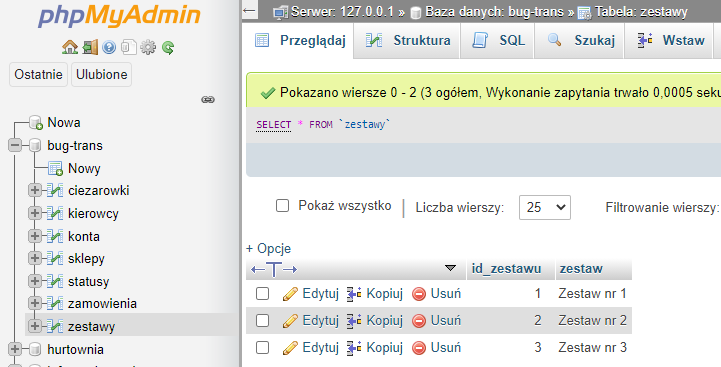 phpMyAdmin
Ostatnie Ulubione
Nowa
bug-trans
Nowy
ciezarowki
kierowcy
konta
sklepy
statusy
zamowienia
zestawy
hurtownia
Serwer: 127.0.0.1 » Baza danych: bug-trans » Tabela: zestawy
Przeglądaj Struktura SQL Szukaj Wstaw
Pokazano wiersze 0 - 2 (3 ogółem, Wykonanie zapytania trwało 0,0005 seku
SELECT * FROM `zestawy`
Pokaż wszystko | Liczba wierszy: 25 Filtrowanie wierszy:
+ Opcje
←T→ id_zestawu zestaw
Edytuj Kopiuj Usuń 1 Zestaw nr 1
Edytuj Kopiuj Usuń 2 Zestaw nr 2
Edytuj Kopiuj Usuń 3 Zestaw nr 3